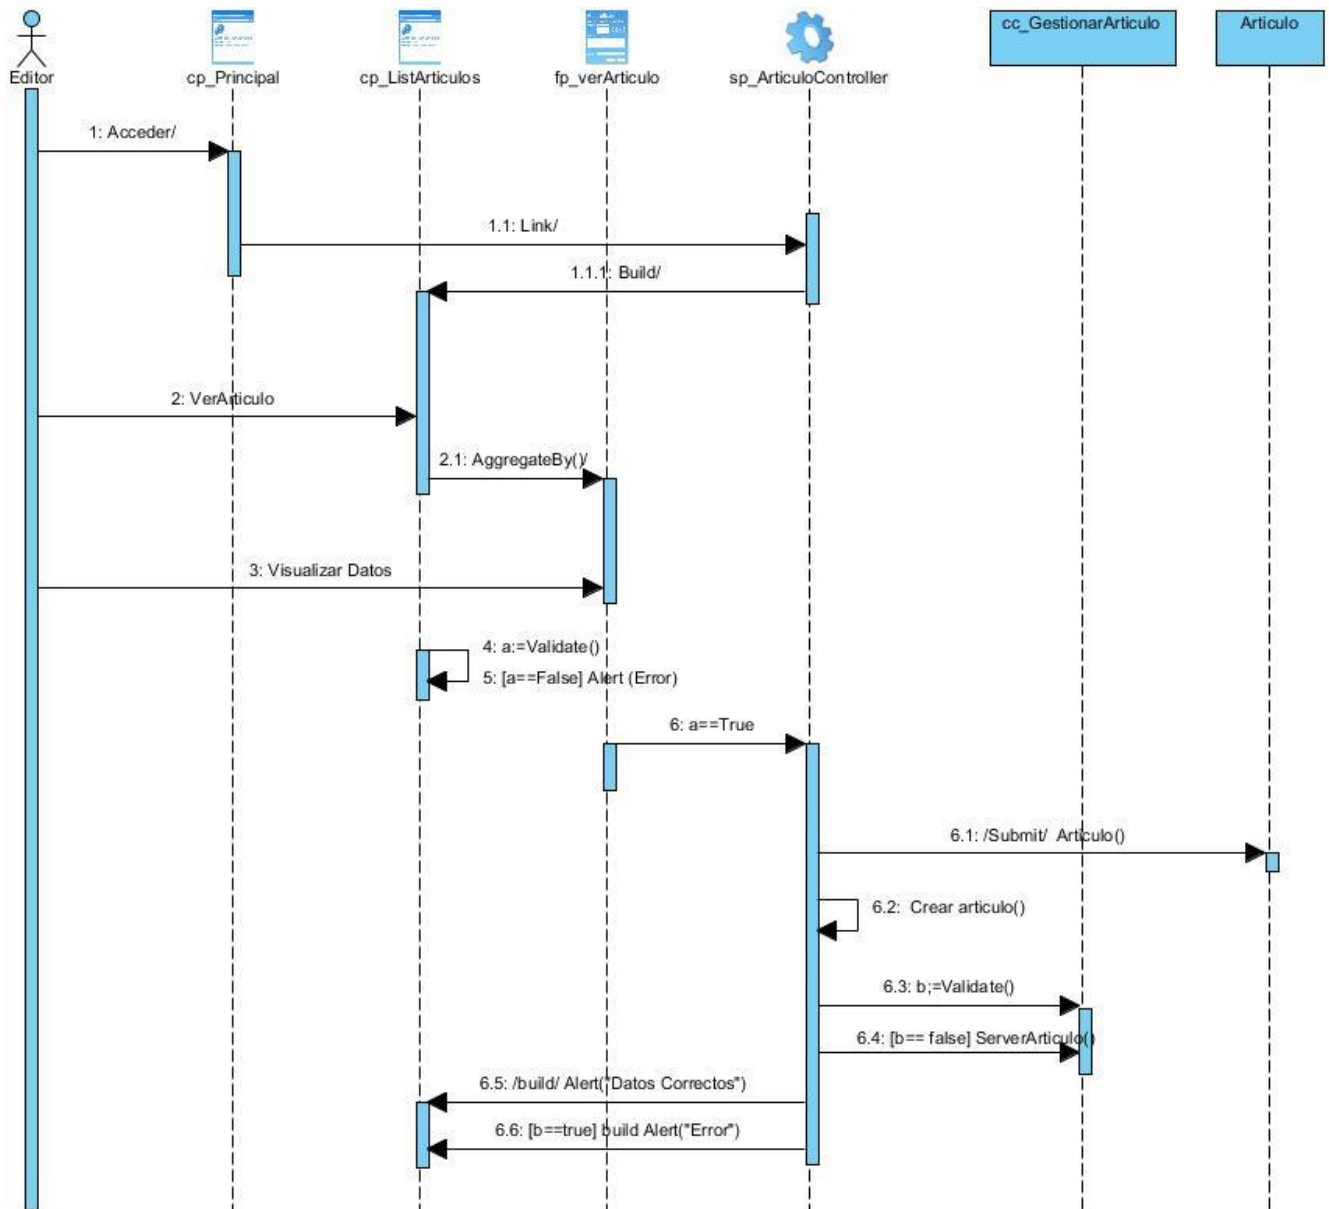 cc_GestionarArticulo
Articulo
Editor
cp_Principal
cp_ListArticulos
fp_verArticulo
sp_ArticuloController
1: Acceder/
1.1: Link/
1.1.1: Build/
2: VerArticulo
2.1: AggregateBy()/
3: Visualizar Datos
4: a:=Validate()
5: [a==False] Alert (Error)
6: a==True
6.1: /Submit/ Articulo()
6.2: Crear articulo()
6.3: b;=Validate()
6.4: [b== false] ServerArticulo()
6.5: /build/ Alert("Datos Correctos")
6.6: [b==true] build Alert("Error")